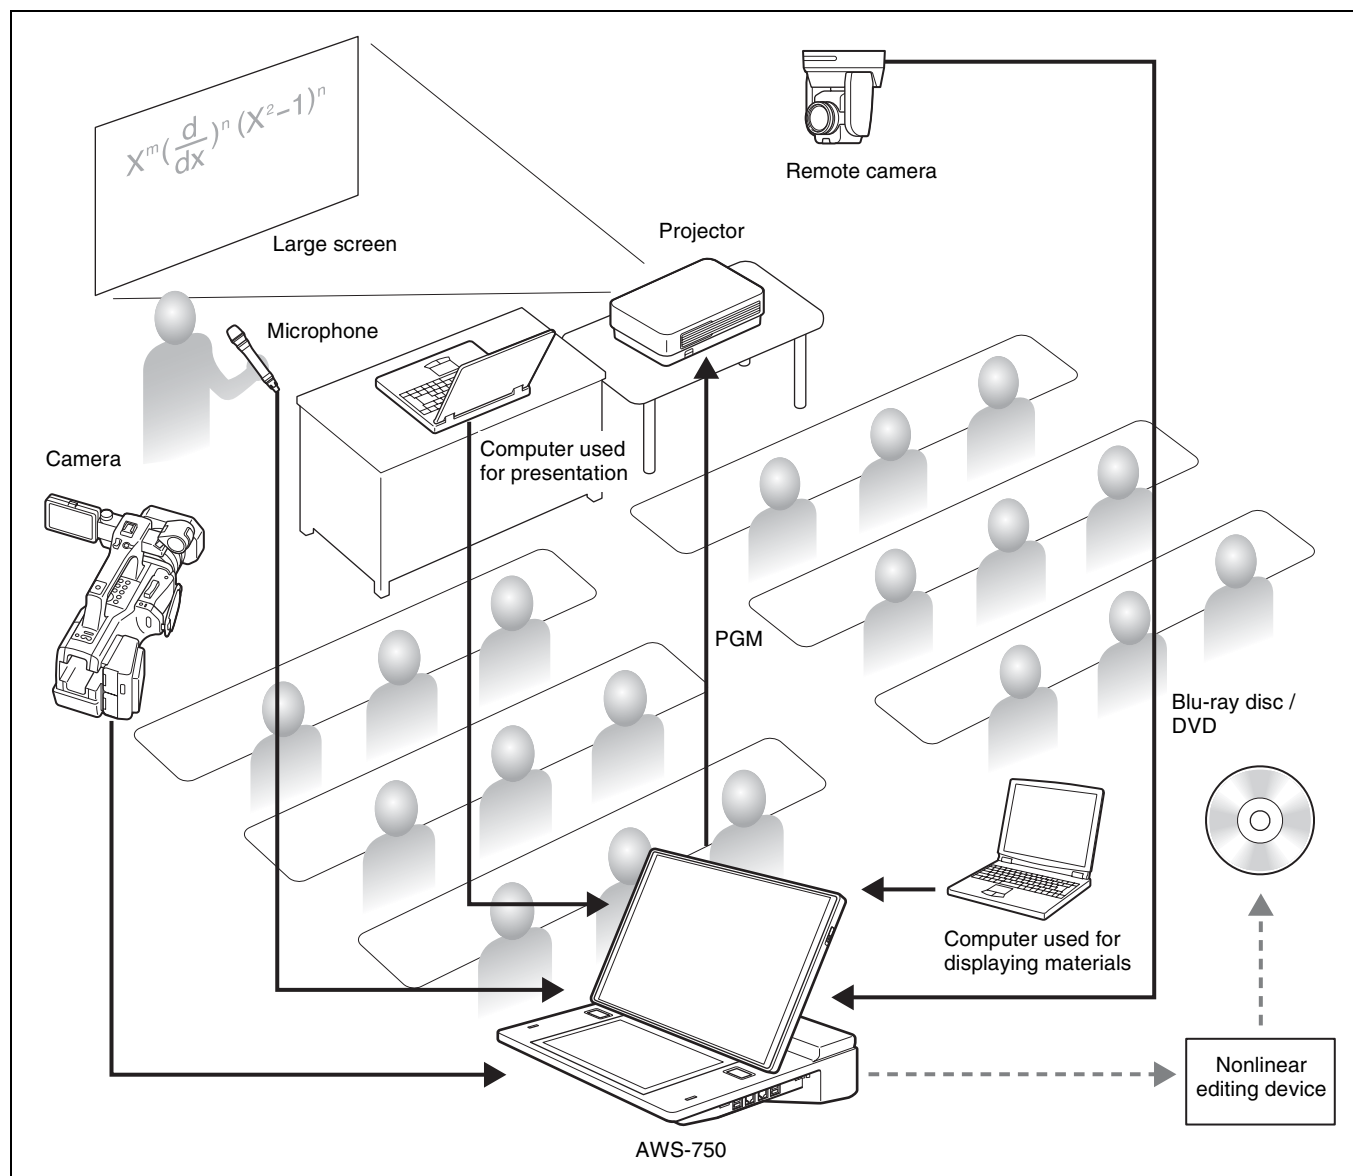 Remote camera
X^m(d/dx)^n (X^2–1)^n
Large screen
Projector
Microphone
Computer used
for presentation
Camera
PGM
Blu-ray disc /
DVD
Computer used for
displaying materials
Nonlinear
editing device
AWS-750